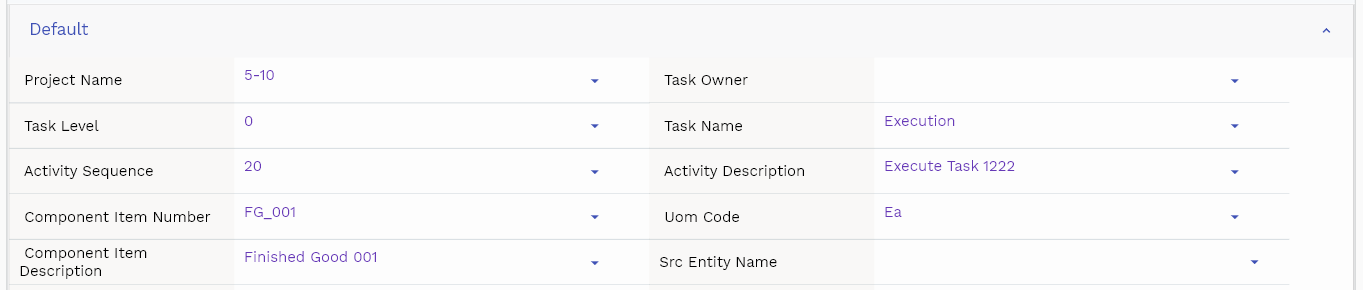 Default
Project Name 5-10 Task Owner
Task Level 0 Task Name Execution
Activity Sequence 20 Activity Description Execute Task 1222
Component Item Number FG_001 Uom Code Ea
Component Item
Description Finished Good 001 Src Entity Name